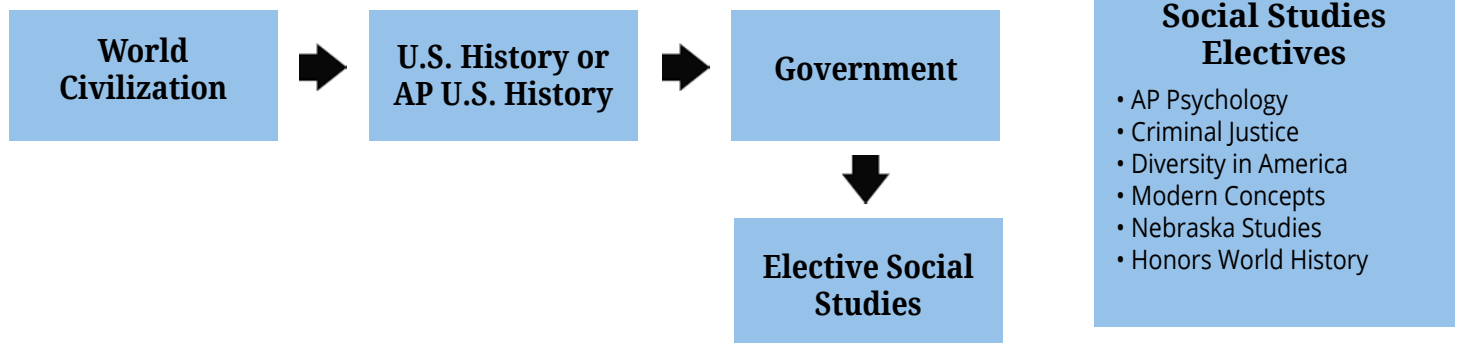 World
Civilization
U.S. History or
AP U.S. History
Government
Elective Social
Studies
Social Studies
Electives
• AP Psychology
• Criminal Justice
• Diversity in America
• Modern Concepts
• Nebraska Studies
• Honors World History